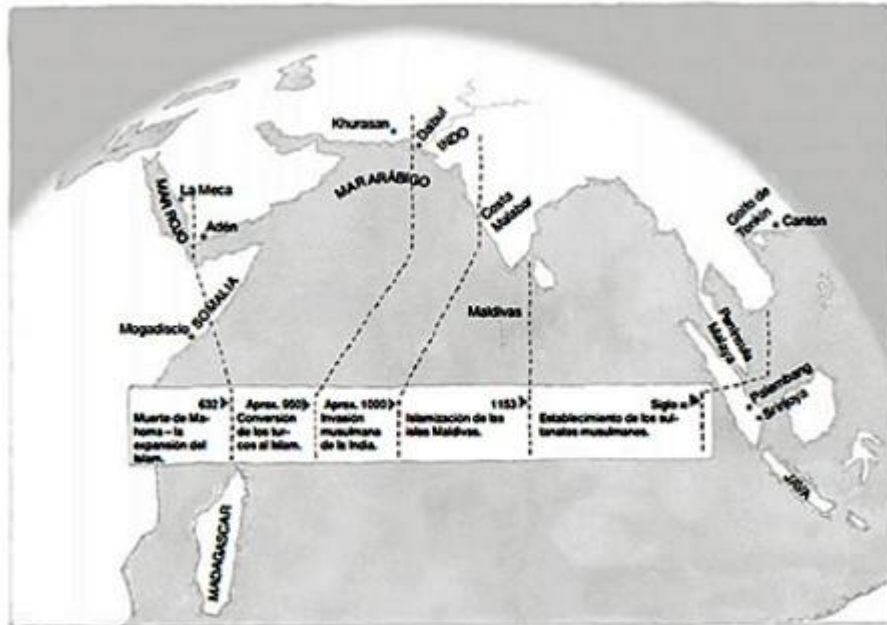 Khurasan
Dabul
INDO
MAR ARÁBIGO
Costa
Malabar
La Meca
MAR ROJO
Adén
SOMALIA
Mogadiscio
Maldivas
Golfo de
Tonkin
Cantón
Península
Malaya
Palembang
Srivijaya
JAVA
MADAGASCAR
632
Muerte de Ma-
homa – la
expansión del
Islam.
Aprox. 950
Conversión
de los tur-
cos al Islam.
Aprox. 1000
Invasión
musulmana
de la India.
1153
Islamización de las
islas Maldivas.
Siglo
Establecimiento de los sul-
tanatos musulmanes.